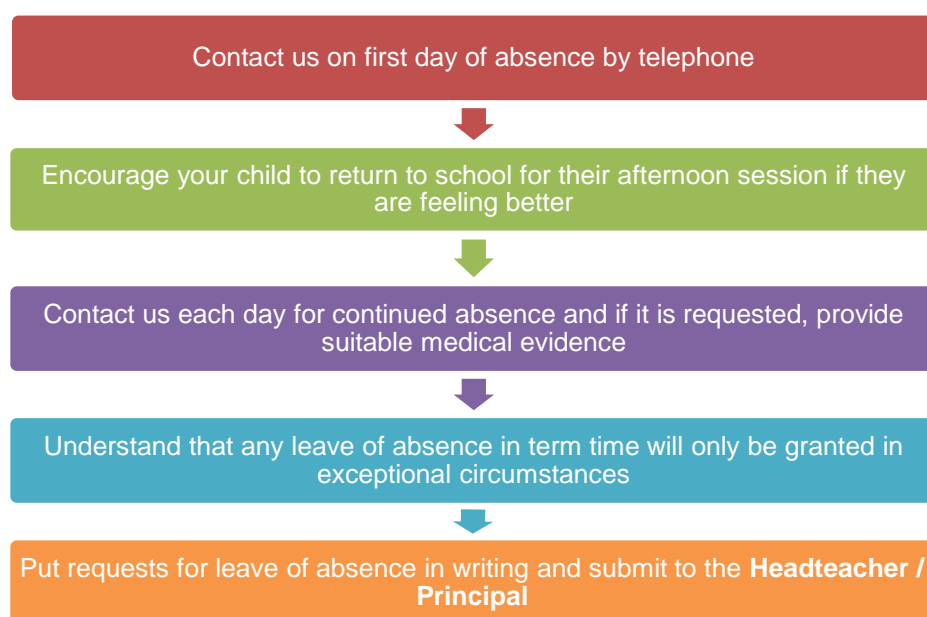 Contact us on first day of absence by telephone
Encourage your child to return to school for their afternoon session if they
are feeling better
Contact us each day for continued absence and if it is requested, provide
suitable medical evidence
Understand that any leave of absence in term time will only be granted in
exceptional circumstances
Put requests for leave of absence in writing and submit to the Headteacher /
Principal